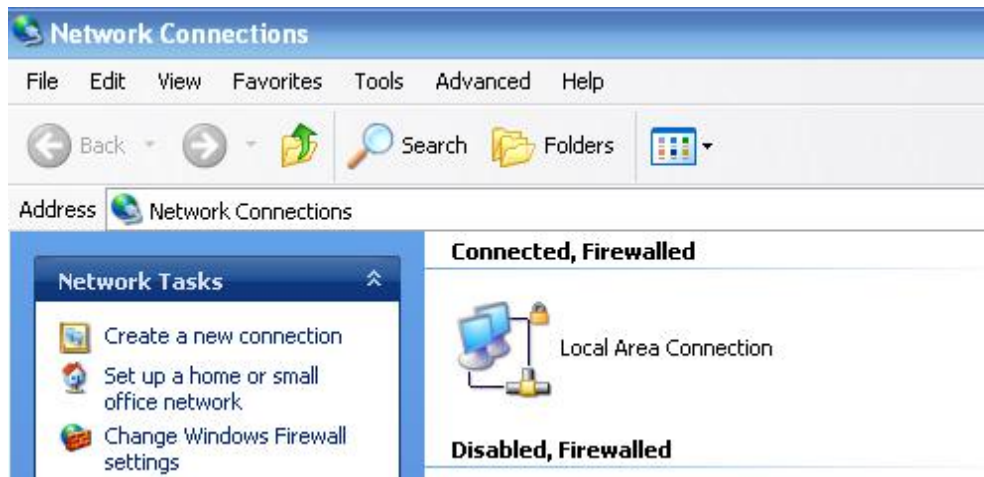 Network Connections
File Edit View Favorites Tools Advanced Help
Back Search Folders
Address Network Connections
Network Tasks
Create a new connection
Set up a home or small
office network
Change Windows Firewall
settings
Connected, Firewalled
Local Area Connection
Disabled, Firewalled